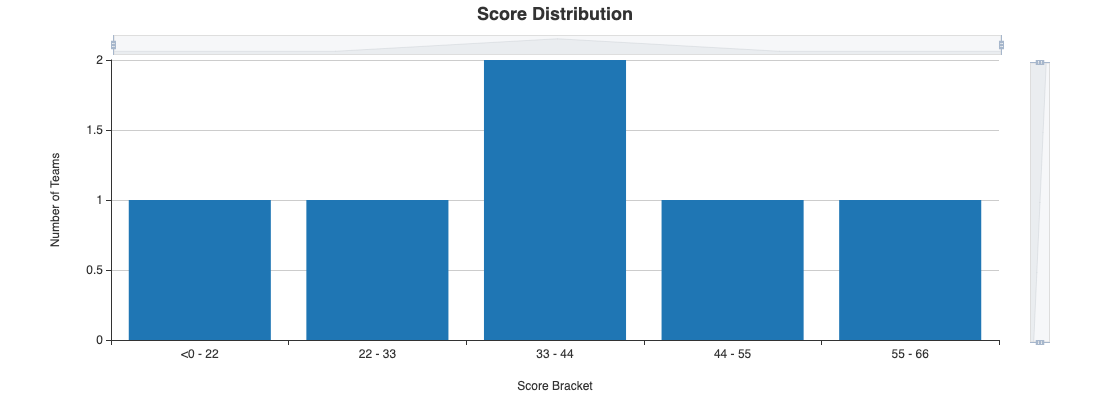 Score Distribution
2
1.5
1
0.5
0
Number of Teams
<0 - 22
22 - 33
33 - 44
44 - 55
55 - 66
Score Bracket